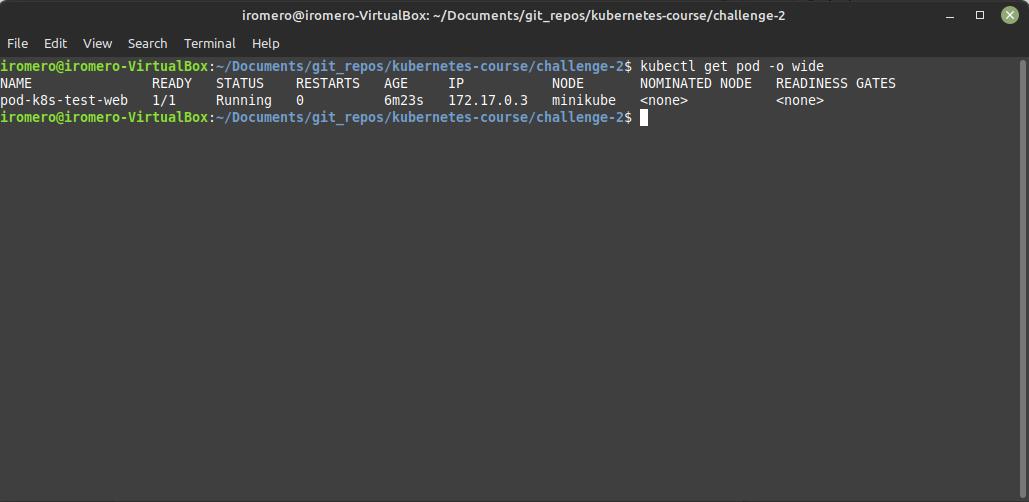 iromero@iromero-VirtualBox: ~/Documents/git_repos/kubernetes-course/challenge-2
File Edit View Search Terminal Help
iromero@iromero-VirtualBox:~/Documents/git_repos/kubernetes-course/challenge-2$ kubectl get pod -o wide
NAME READY STATUS RESTARTS AGE IP NODE NOMINATED NODE READINESS GATES
pod-k8s-test-web 1/1 Running 0 6m23s 172.17.0.3 minikube <none> <none>
iromero@iromero-VirtualBox:~/Documents/git_repos/kubernetes-course/challenge-2$